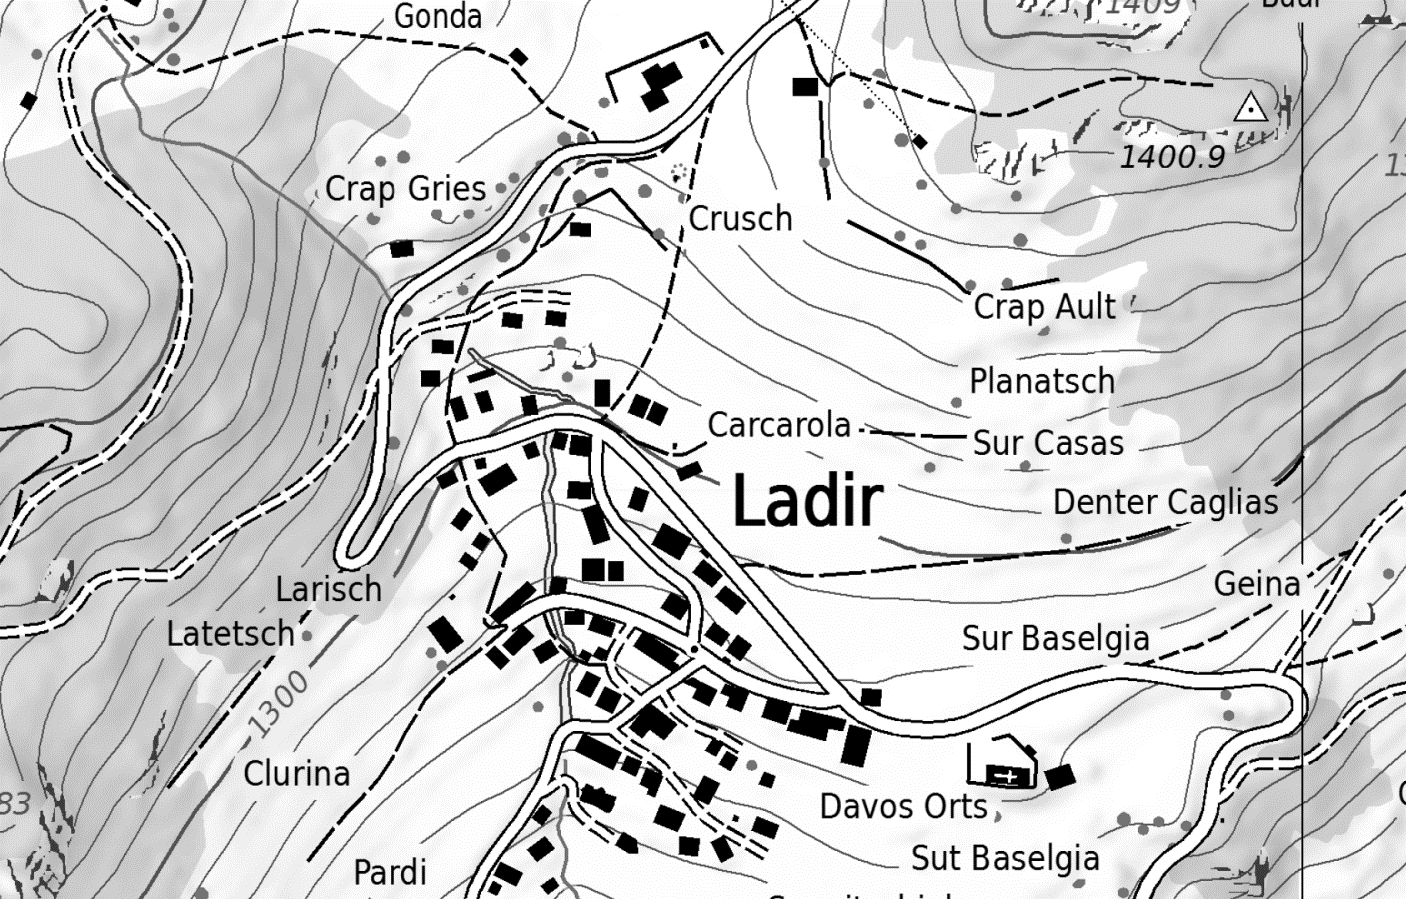 Gonda
1409
1400.9
Crap Gries
Crusch
Crap Ault
Planatsch
Carcarola
Sur Casas
Ladir
Denter Caglias
Larisch
Geina
Latetsch
Sur Baselgia
1300
Clurina
83
Davos Orts
Sut Baselgia
Pardi